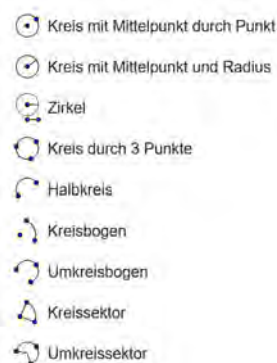 Kreis mit Mittelpunkt durch Punkt
Kreis mit Mittelpunkt und Radius
Zirkel
Kreis durch 3 Punkte
Halbkreis
Kreisbogen
Umkreisbogen
Kreissektor
Umkreissektor